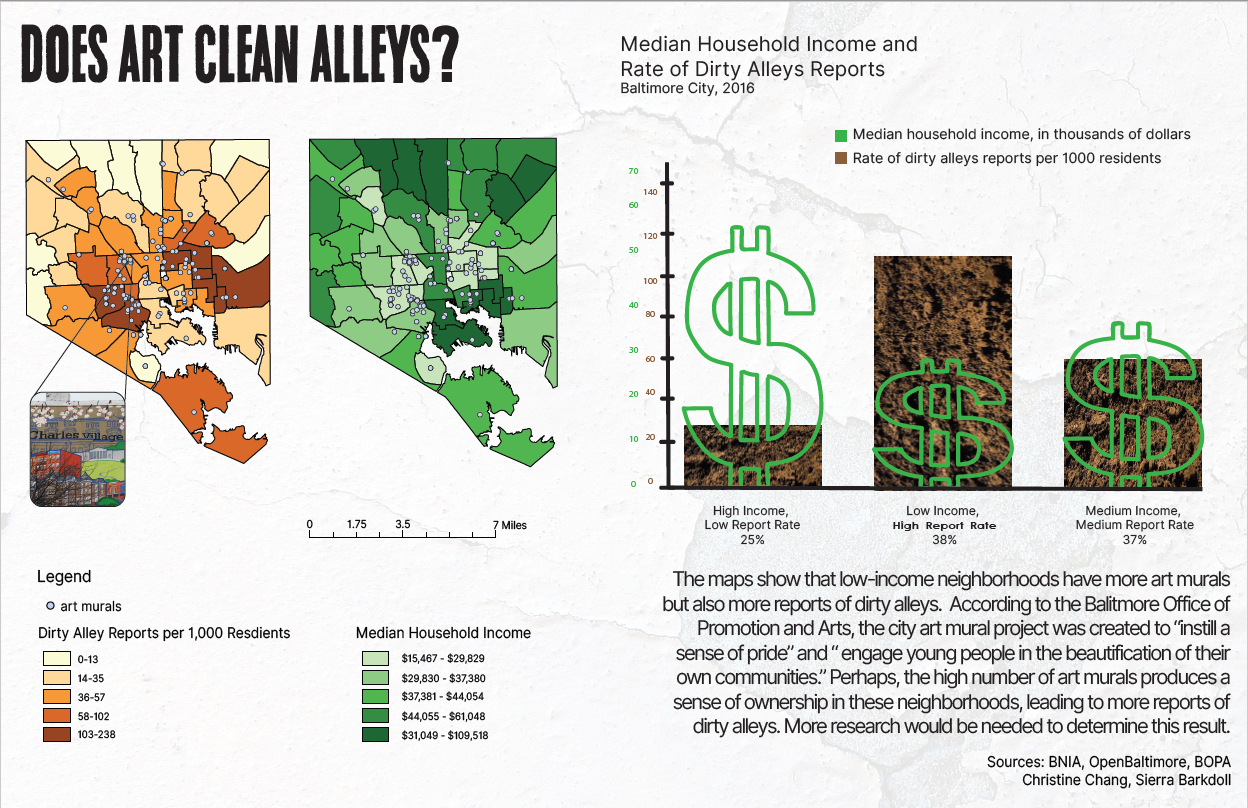 DOES ART CLEAN ALLEYS?
Median Household Income and
Rate of Dirty Alleys Reports
Baltimore City, 2016
Median household income, in thousands of dollars
Rate of dirty alleys reports per 1000 residents
70
60
50
40
30
20
10
0
140
120
100
80
60
40
20
0
High Income,
Low Report Rate
25%
Low Income,
High Report Rate
38%
Medium Income,
Medium Report Rate
37%
Charles Village
0 1.75 3.5 7 Miles
Legend
art murals
Dirty Alley Reports per 1,000 Resdients
0-13
14-35
36-57
58-102
103-238
Median Household Income
$15,467 - $29,829
$29,830 - $37,380
$37,381 - $44,054
$44,055 - $61,048
$31,049 - $109,518
The maps show that low-income neighborhoods have more art murals
but also more reports of dirty alleys. According to the Balitmore Office of
Promotion and Arts, the city art mural project was created to “instill a
sense of pride” and “ engage young people in the beautification of their
own communities.” Perhaps, the high number of art murals produces a
sense of ownership in these neighborhoods, leading to more reports of
dirty alleys. More research would be needed to determine this result.
Sources: BNIA, OpenBaltimore, BOPA
Christine Chang, Sierra Barkdoll